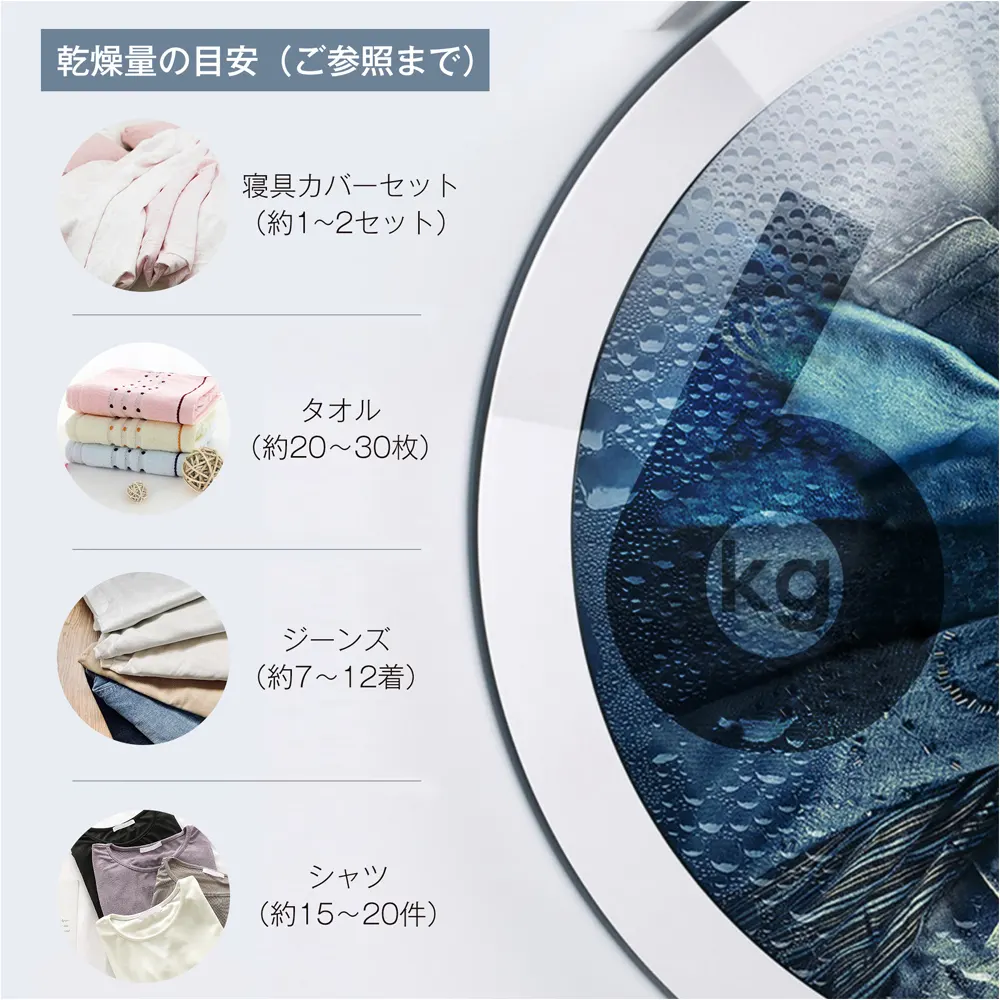 乾燥量の目安（ご参照まで）
寝具カバーセット
（約1～2セット）
タオル
（約20～30枚）
ジーンズ
（約7～12着）
シャツ
（約15～20件）
6
kg